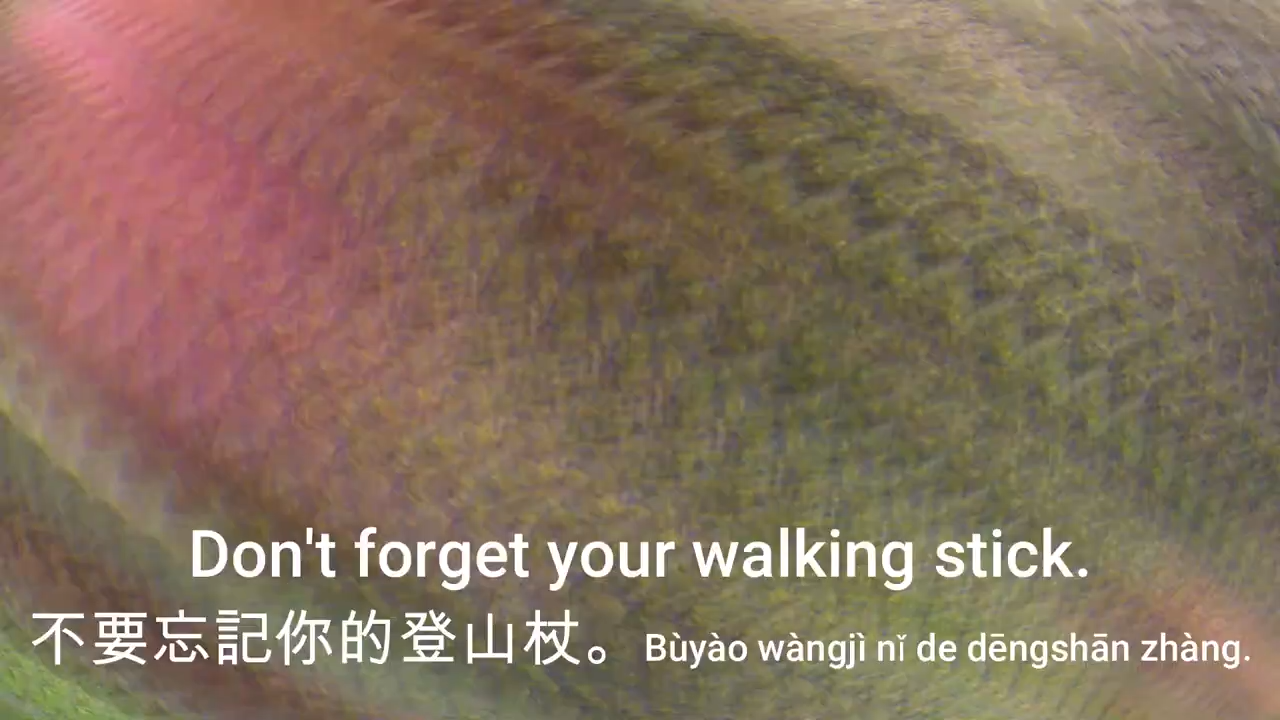 Don't forget your walking stick.
不要忘記你的登山杖。 Bùyào wàngjì nǐ de dēngshān zhàng.